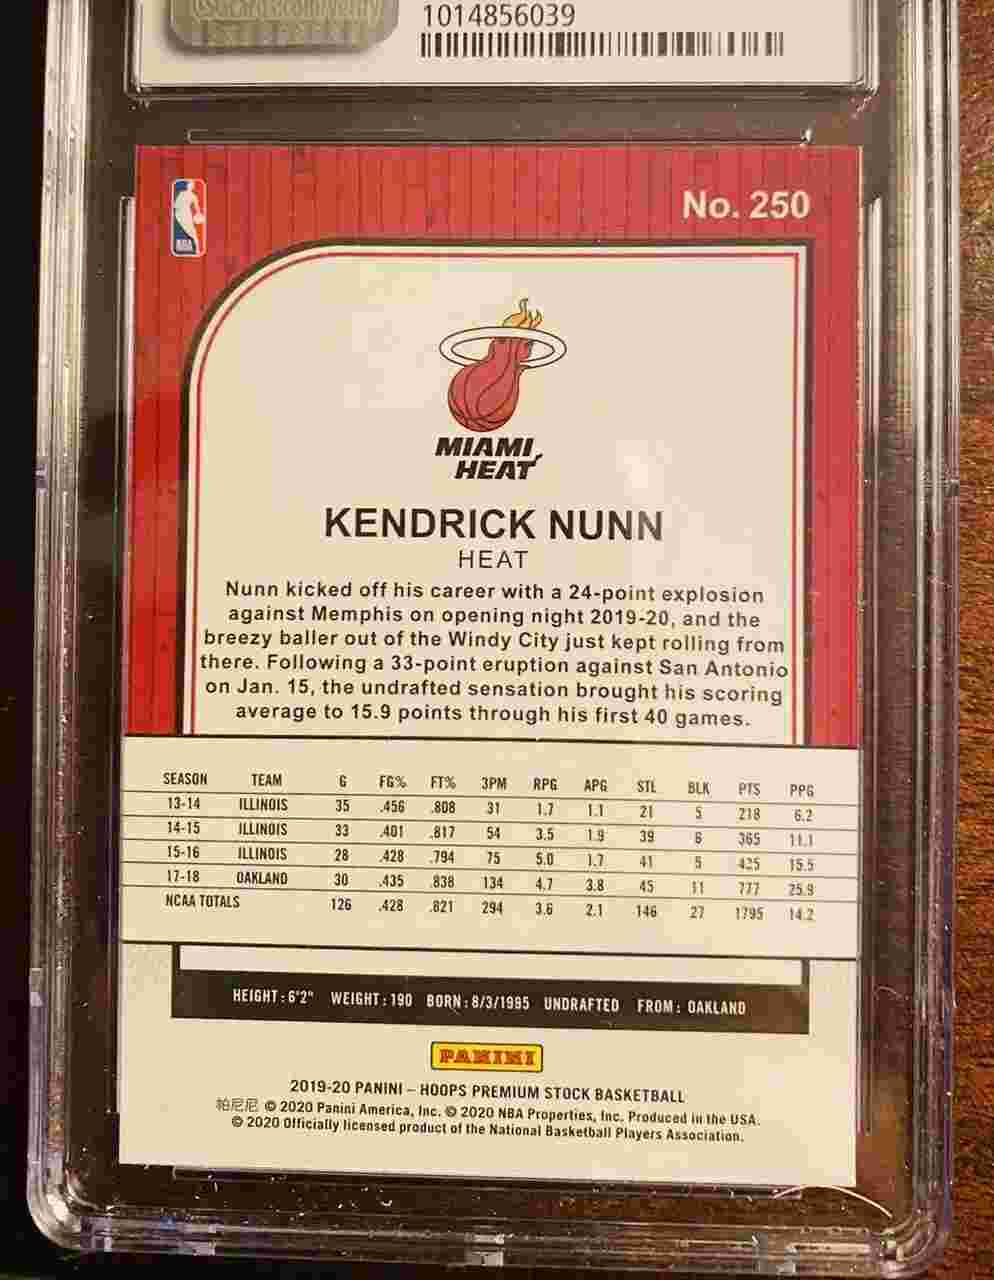 1014856039
NBA
No. 250
MIAMI
HEAT
KENDRICK NUNN
HEAT
Nunn kicked off his career with a 24-point explosion
against Memphis on opening night 2019-20, and the
breezy baller out of the Windy City just kept rolling from
there. Following a 33-point eruption against San Antonio
on Jan. 15, the undrafted sensation brought his scoring
average to 15.9 points through his first 40 games.
SEASON TEAM G FG% FT% 3PM RPG APG STL BLK PTS PPG
13-14 ILLINOIS 35 .456 .808 31 1.7 1.1 21 5 218 6.2
14-15 ILLINOIS 33 .401 .817 54 3.5 1.9 39 6 365 11.1
15-16 ILLINOIS 28 .428 .794 75 5.0 1.7 41 5 425 15.5
17-18 OAKLAND 30 .435 .838 134 4.7 3.8 45 11 777 25.9
NCAA TOTALS 126 .428 .821 294 3.6 2.1 146 27 1795 14.2
HEIGHT: 6'2" WEIGHT: 190 BORN: 8/3/1995 UNDRAFTED FROM: OAKLAND
PANINI
2019-20 PANINI – HOOPS PREMIUM STOCK BASKETBALL
帕尼尼 © 2020 Panini America, Inc. © 2020 NBA Properties, Inc. Produced in the USA.
© 2020 Officially licensed product of the National Basketball Players Association.